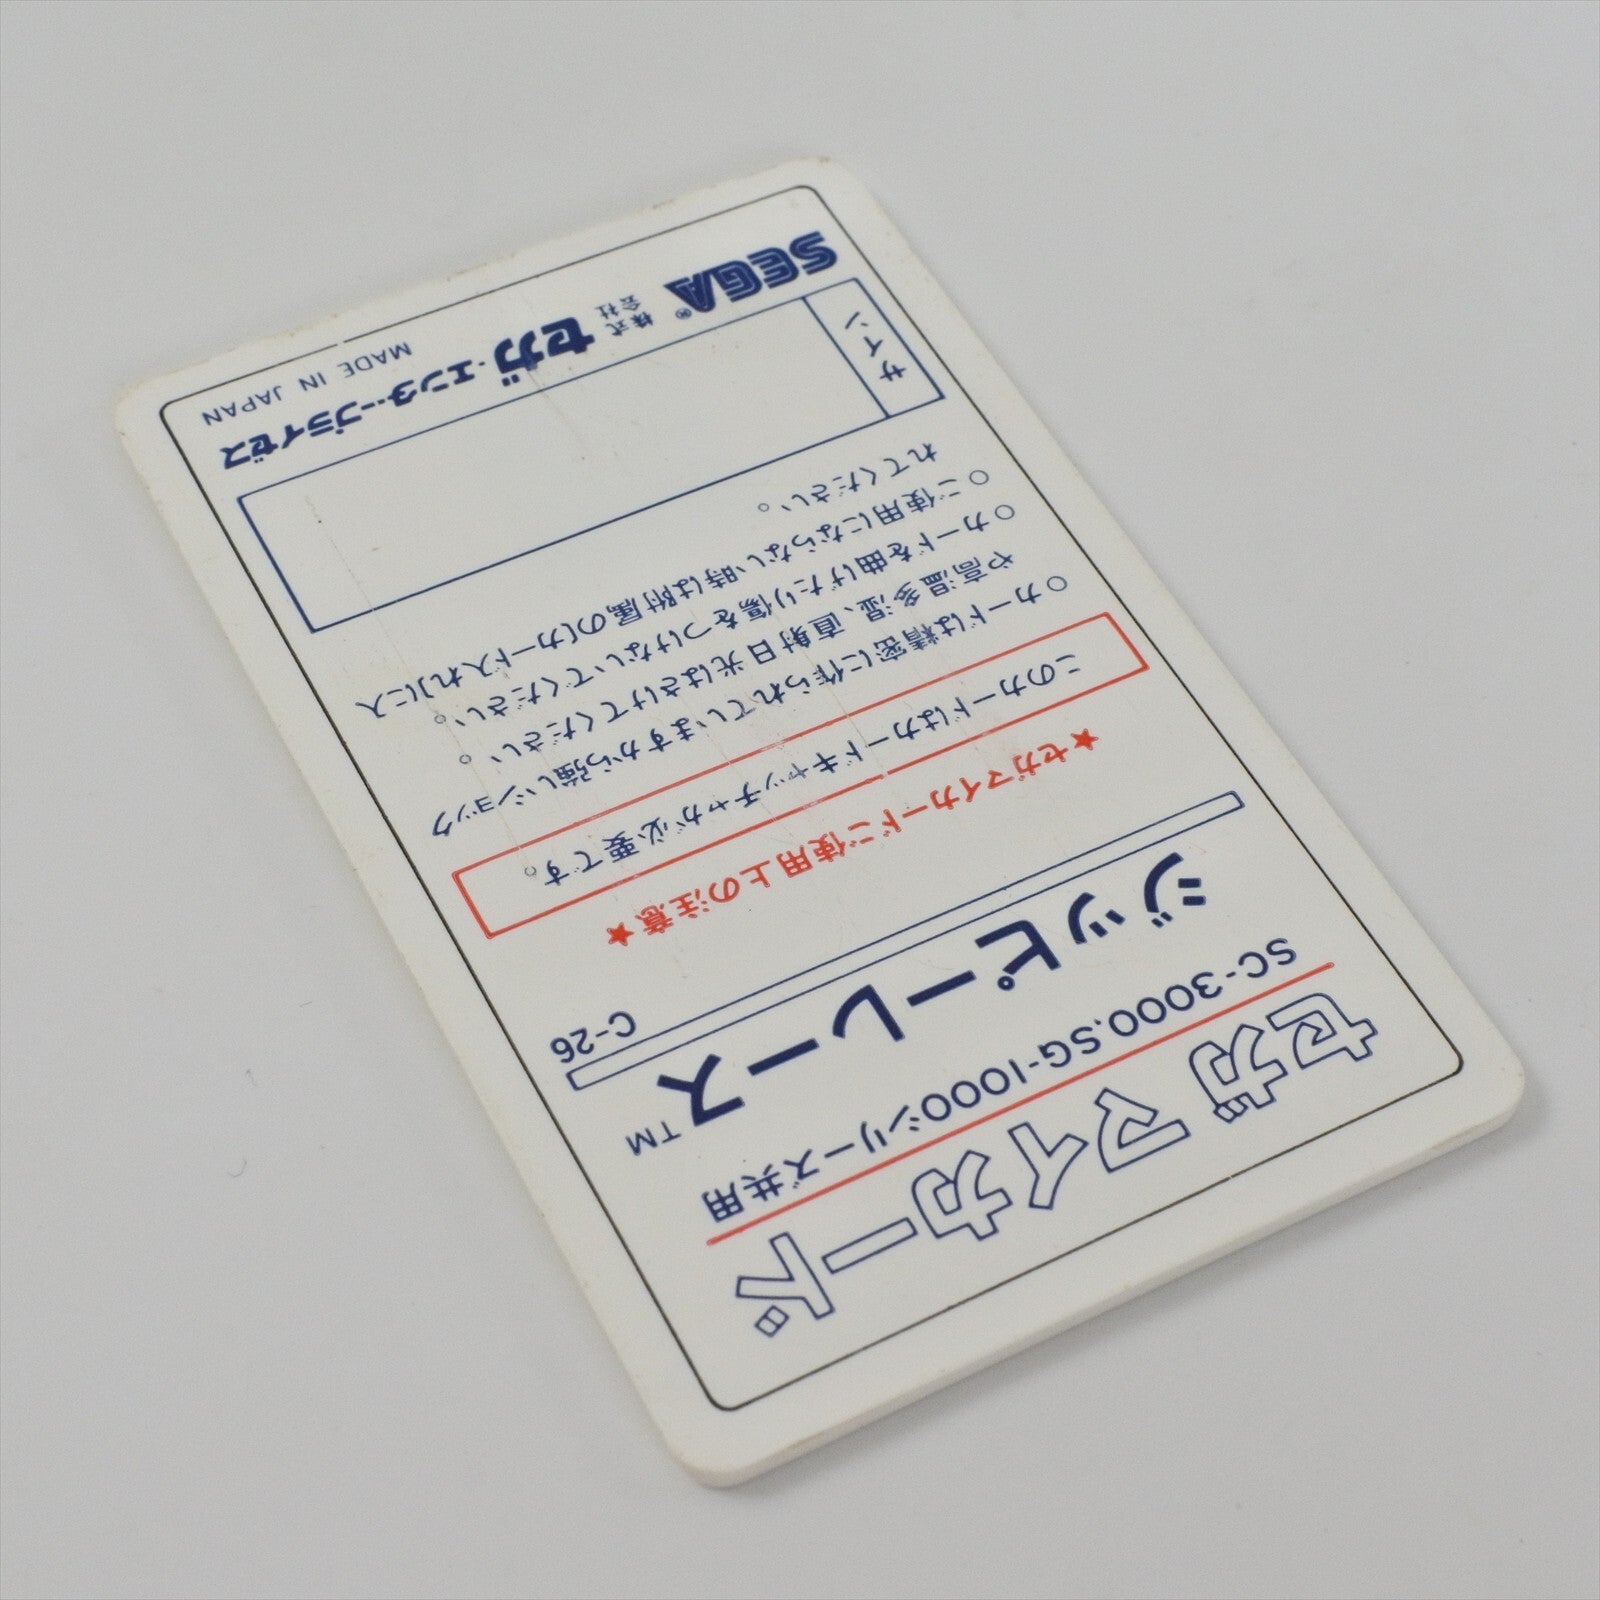 セガ マイカード
SC-3000,SG-1000シリーズ共用
ジッピーレース™
C-26
★セガマイカードご使用上の注意★
このカードはカードキャッチャが必要です。
○カードは精密に作られていますから強いショック
や高温多湿、直射日光はさけてください。
○カードを曲げたり傷をつけないでください。
○ご使用にならない時は附属の[カード入れ]に入
れてください。
サイン
SEGA® 株式会社 セガ・エンタープライゼス
MADE IN JAPAN